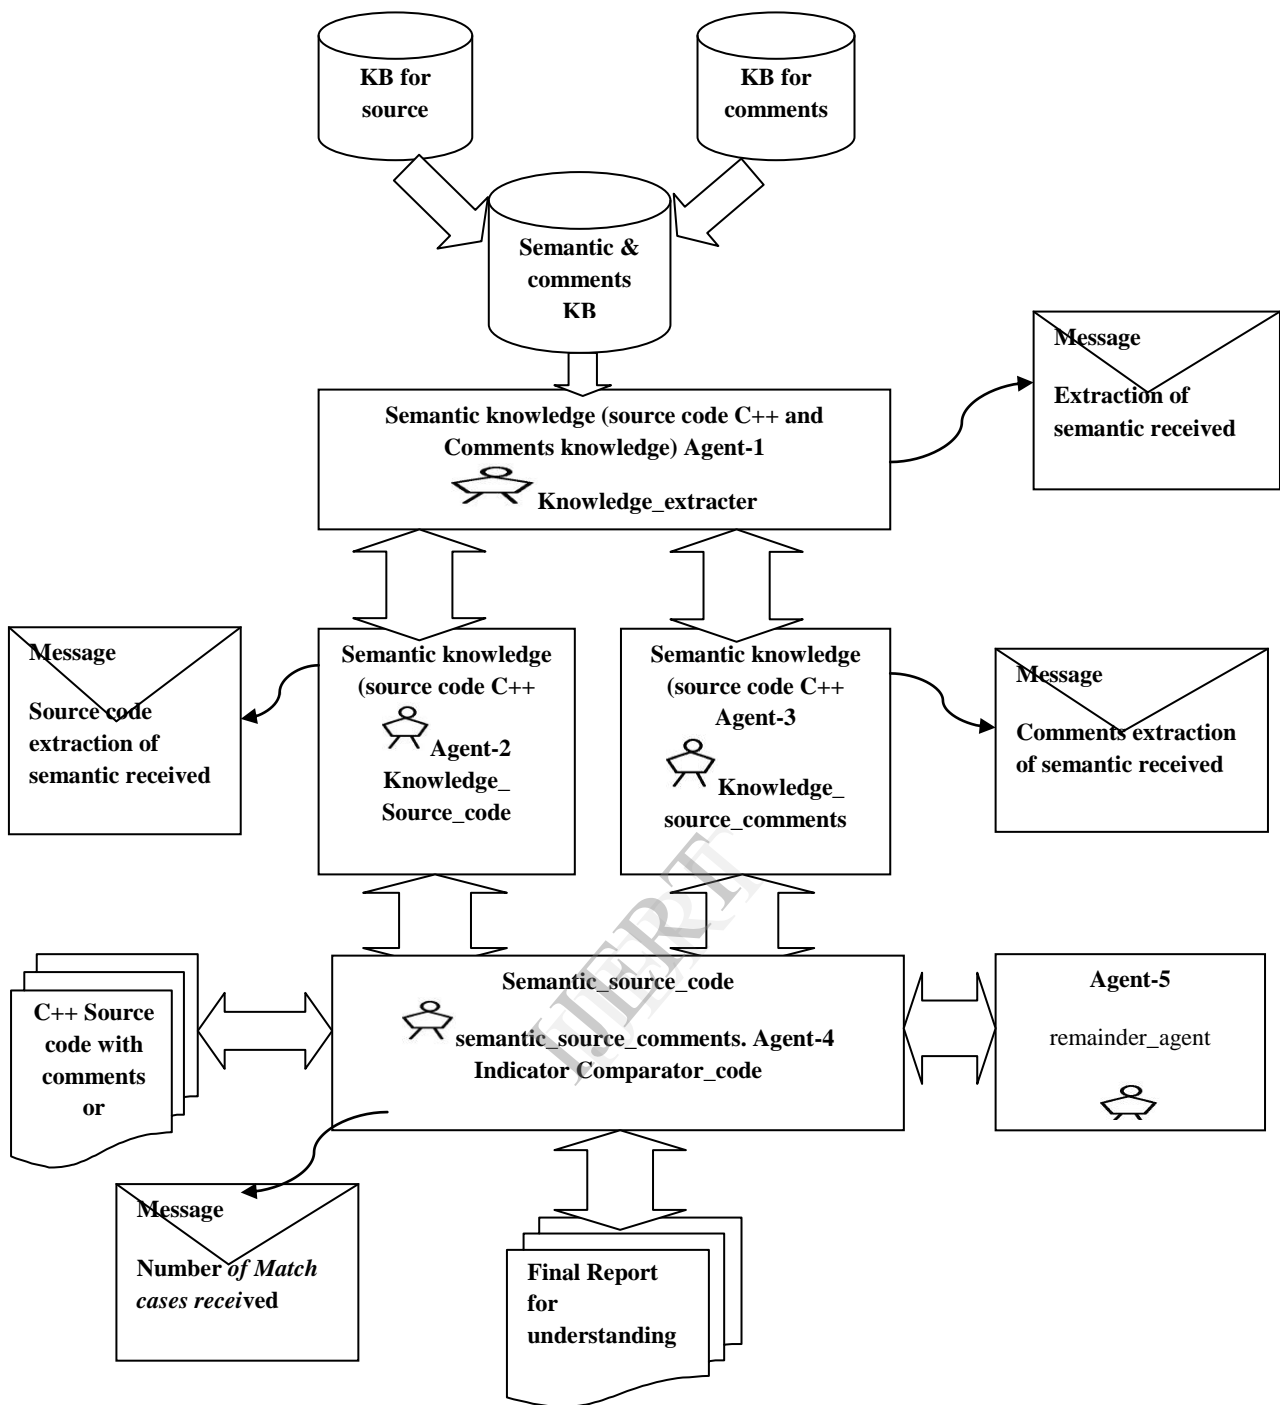 KB for
source
KB for
comments
Semantic &
comments
KB
Message
Extraction of
semantic received
Semantic knowledge (source code C++ and
Comments knowledge) Agent-1
Knowledge_extracter
Message
Source code
extraction of
semantic received
Semantic knowledge
(source code C++
Agent-2
Knowledge_
Source_code
Semantic knowledge
(source code C++
Agent-3
Knowledge_
source_comments
Message
Comments extraction
of semantic received
IJERT
C++ Source
code with
comments
or
Semantic_source_code
semantic_source_comments. Agent-4
Indicator Comparator_code
Agent-5
remainder_agent
Message
Number of Match
cases received
Final Report
for
understanding